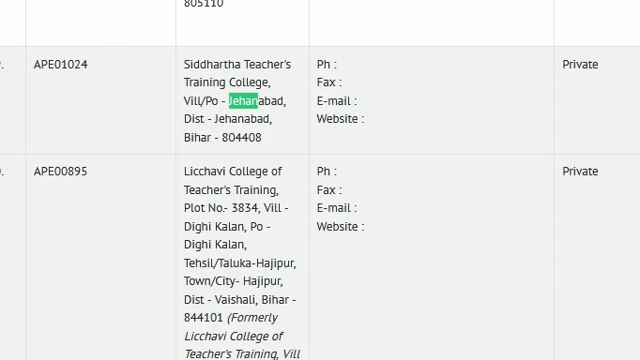 805110
APE01024
Siddhartha Teacher's
Training College,
Vill/Po - Jehanabad,
Dist - Jehanabad,
Bihar - 804408
Ph :
Fax :
E-mail :
Website :
Private
APE00895
Licchavi College of
Teacher's Training,
Plot No.- 3834, Vill -
Dighi Kalan, Po -
Dighi Kalan,
Tehsil/Taluka-Hajipur,
Town/City- Hajipur,
Dist - Vaishali, Bihar -
844101 (Formerly
Licchavi College of
Teacher's Training, Vill
Ph :
Fax :
E-mail :
Website :
Private